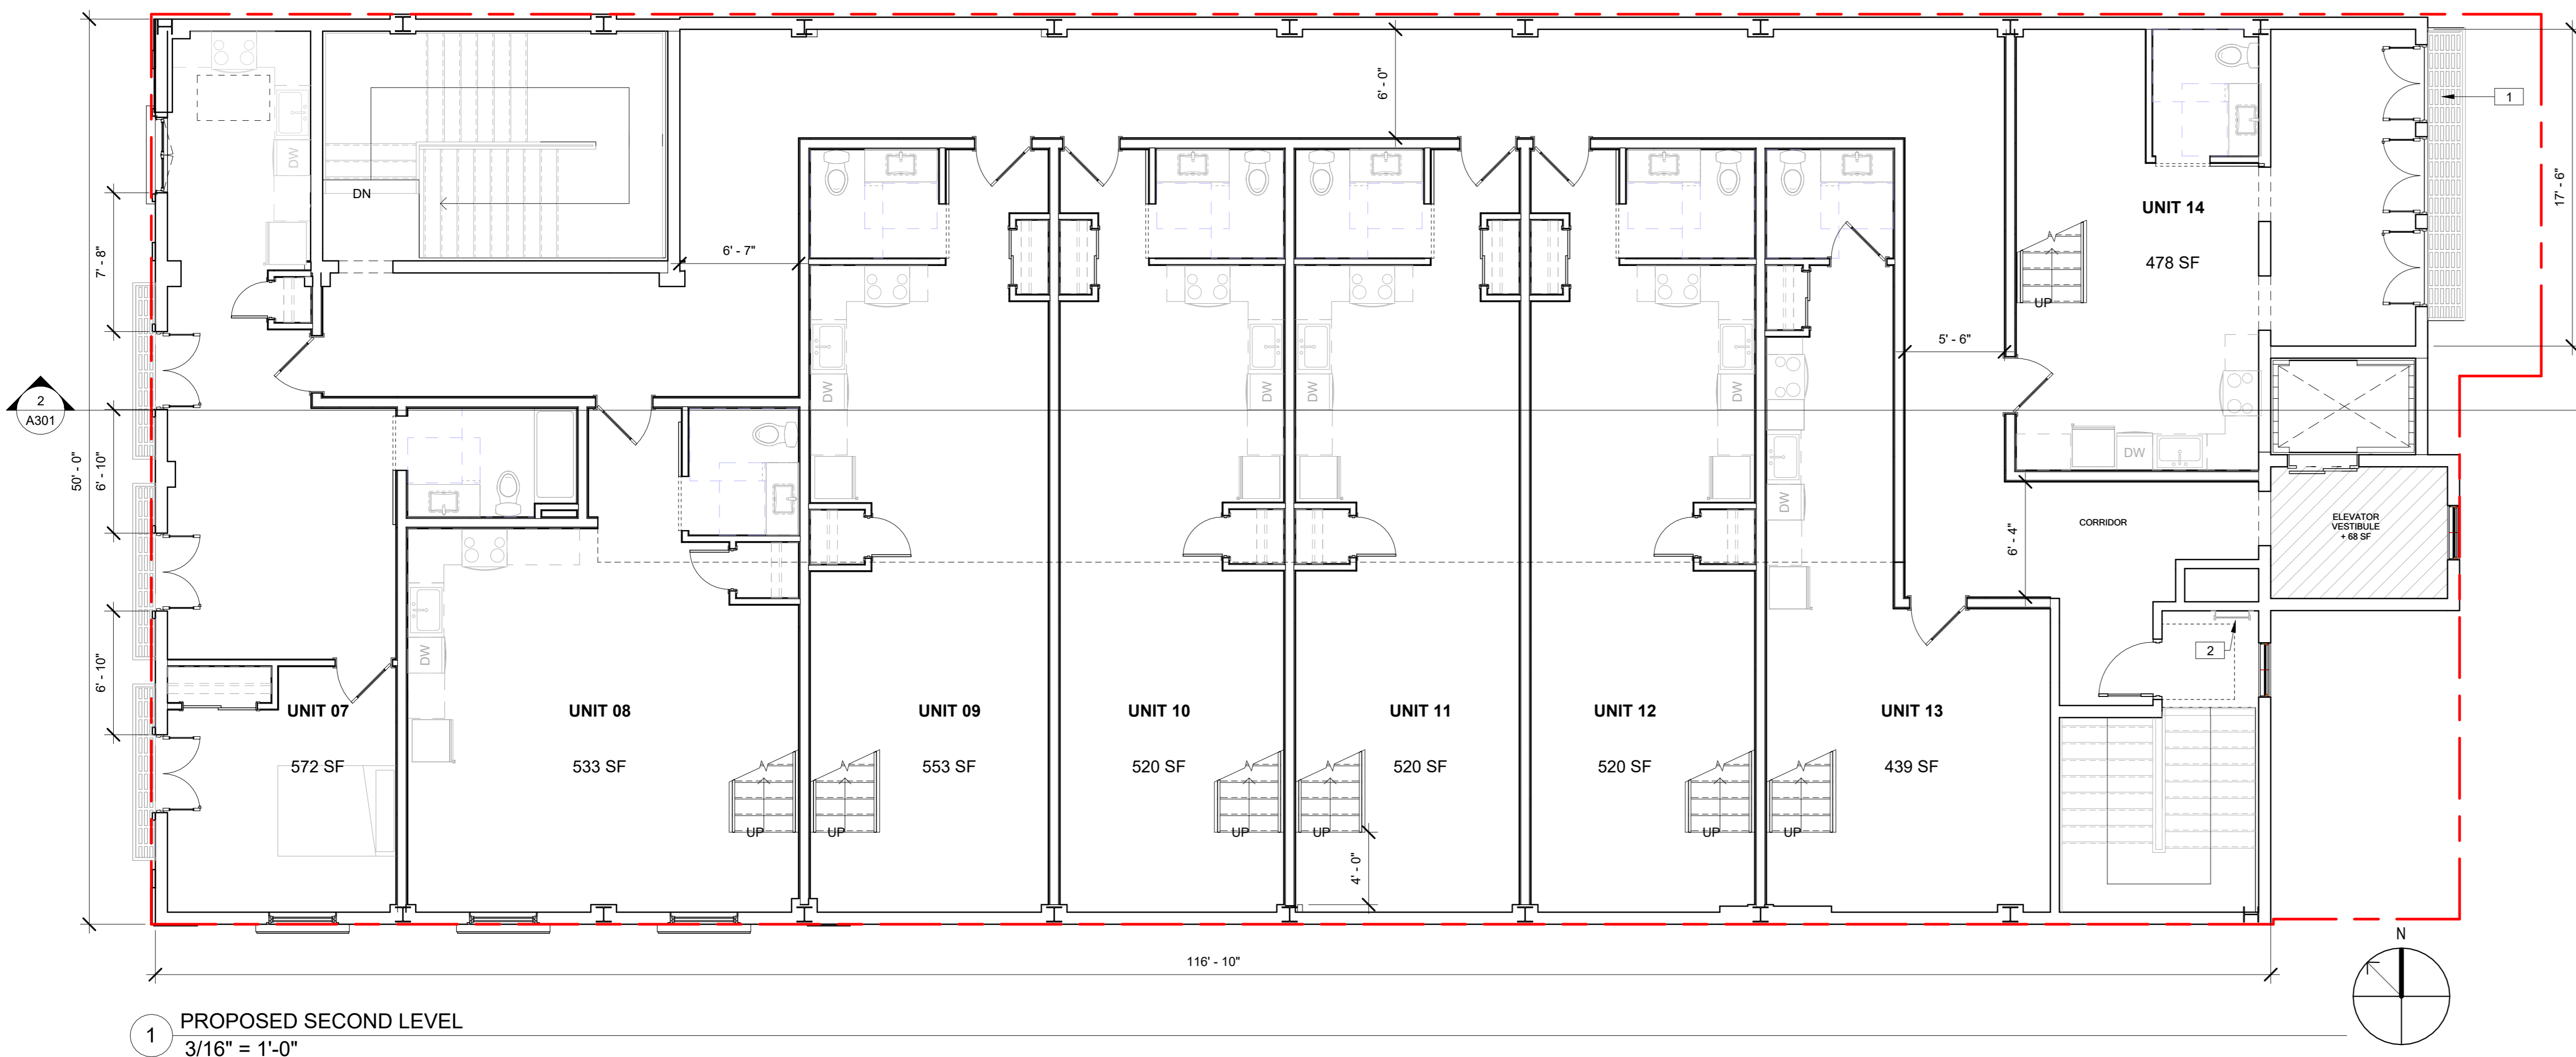 6' - 0"
1
17' - 6"
DW
DN
7' - 8"
6' - 7"
UNIT 14
478 SF
UP
5' - 6"
2
A301
DW
DW
DW
DW
DW
DW
50' - 0"
6' - 10"
6' - 4"
CORRIDOR
ELEVATOR
VESTIBULE
+ 68 SF
DW
2
6' - 10"
UNIT 07
572 SF
UNIT 08
533 SF
UNIT 09
553 SF
UNIT 10
520 SF
UNIT 11
520 SF
UNIT 12
520 SF
UNIT 13
439 SF
UP
UP
UP
UP
UP
UP
4' - 0"
116' - 10"
N
1
PROPOSED SECOND LEVEL
3/16" = 1'-0"